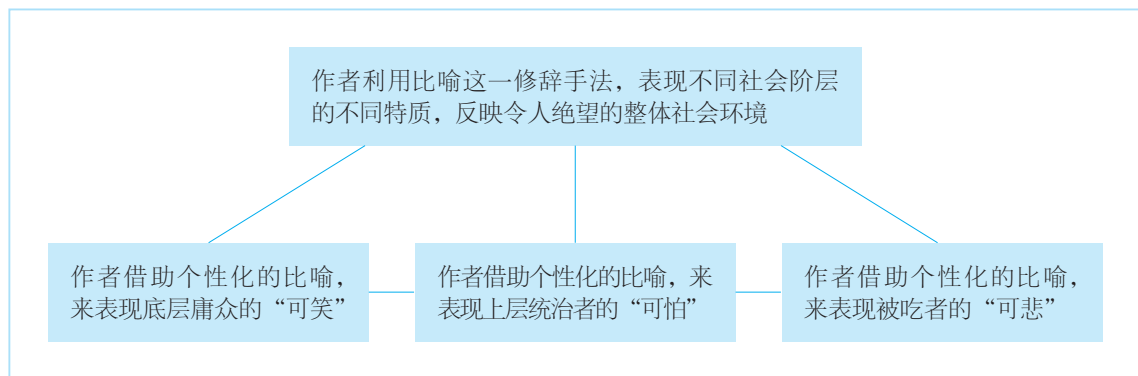 作者利用比喻这一修辞手法，表现不同社会阶层
的不同特质，反映令人绝望的整体社会环境
作者借助个性化的比喻，
来表现底层庸众的“可笑”
作者借助个性化的比喻，来
表现上层统治者的“可怕”
作者借助个性化的比喻，
来表现被吃者的“可悲”